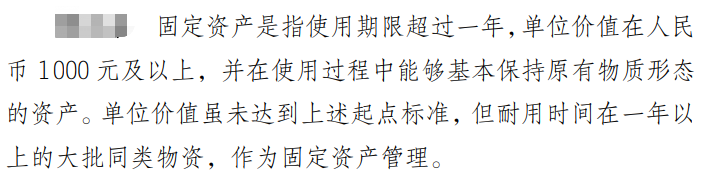 固定资产是指使用期限超过一年，单位价值在人民
币 1000 元及以上，并在使用过程中能够基本保持原有物质形态
的资产。单位价值虽未达到上述起点标准，但耐用时间在一年以
上的大批同类物资，作为固定资产管理。